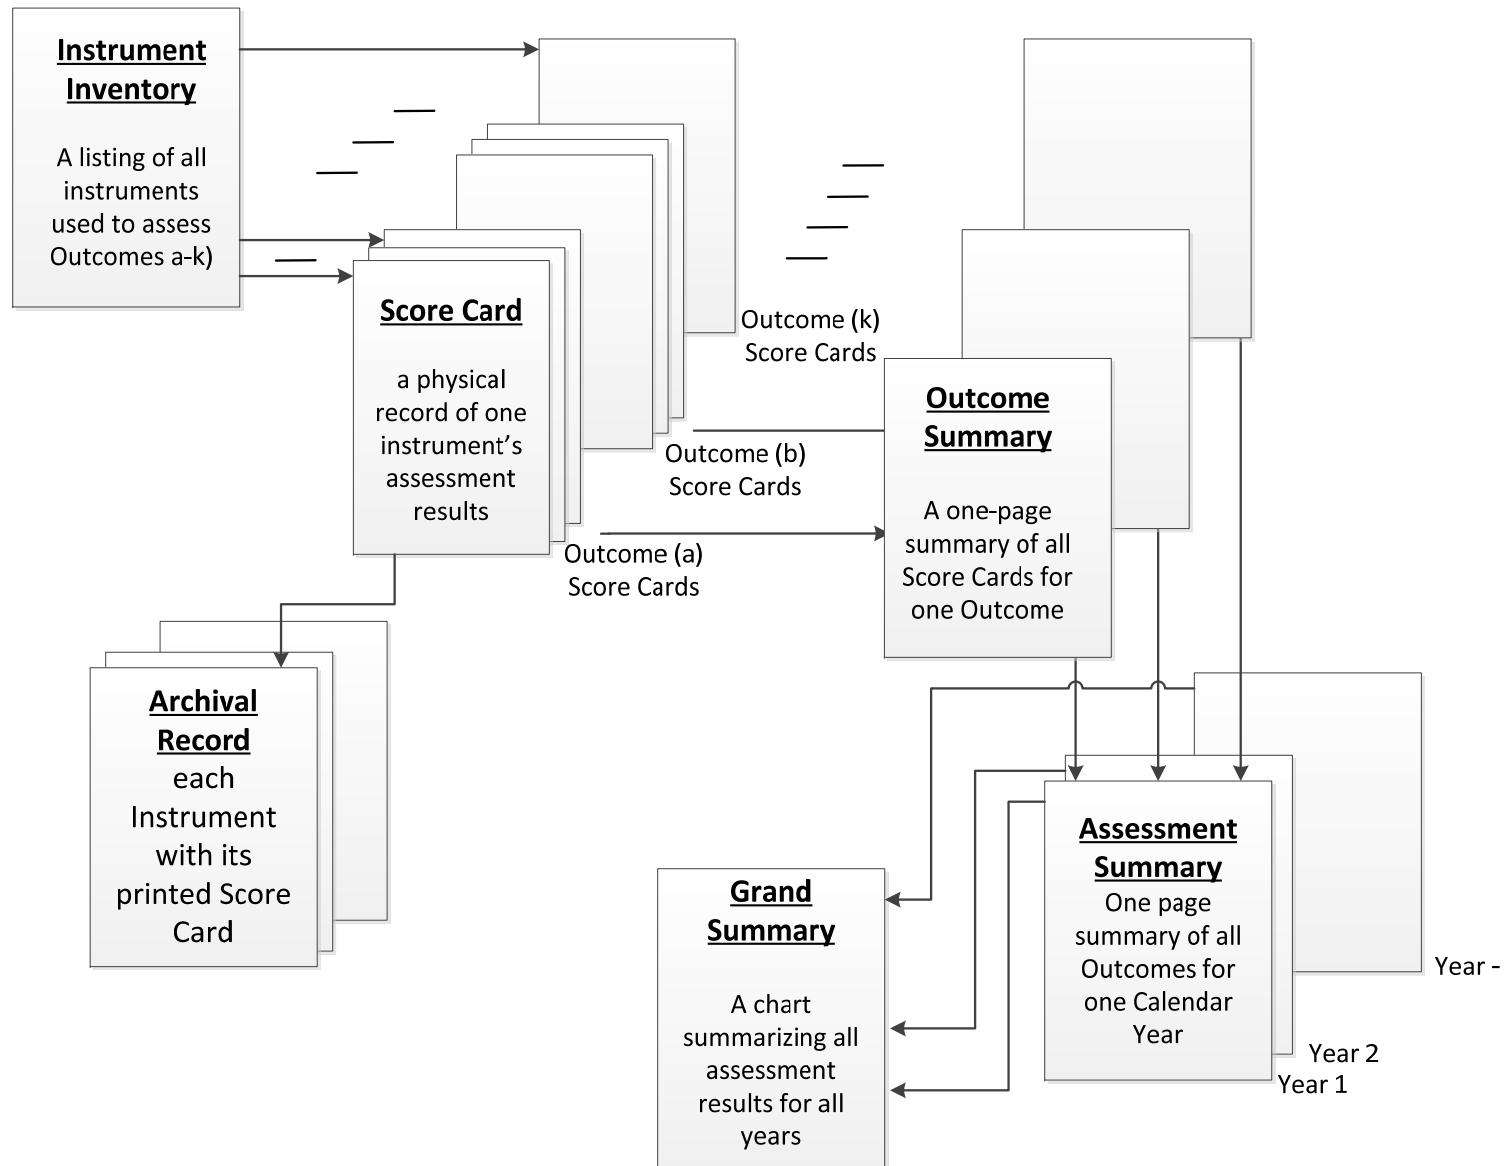 Instrument
Inventory
A listing of all
instruments
used to assess
Outcomes a-k)
Score Card
a physical
record of one
instrument’s
assessment
results
Outcome (k)
Score Cards
Outcome (b)
Score Cards
Outcome (a)
Score Cards
Outcome
Summary
A one-page
summary of all
Score Cards for
one Outcome
Archival
Record
each
Instrument
with its
printed Score
Card
Grand
Summary
A chart
summarizing all
assessment
results for all
years
Assessment
Summary
One page
summary of all
Outcomes for
one Calendar
Year
Year -
Year 2
Year 1